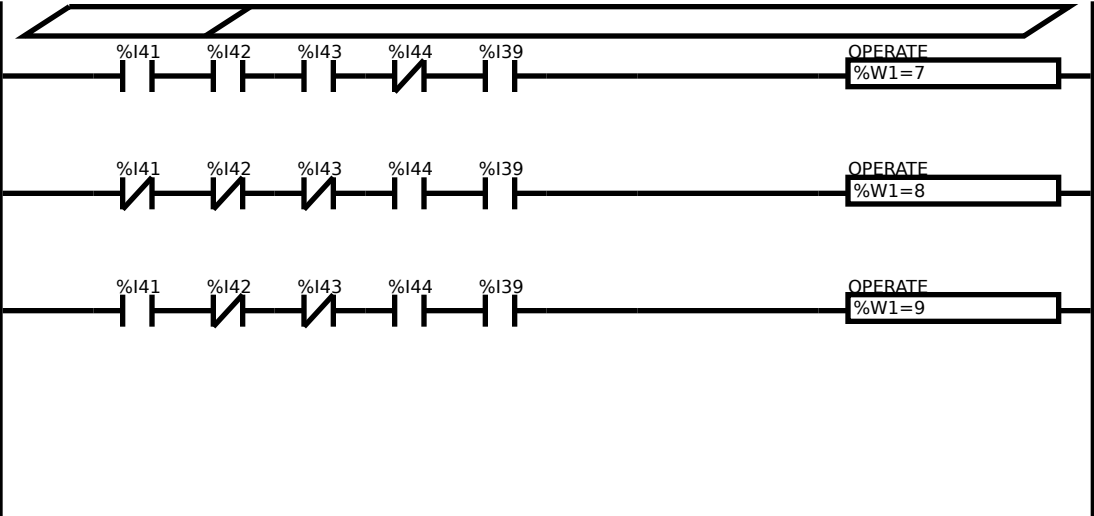 %I41 %I42 %I43 %I44 %I39 OPERATE
%W1=7
%I41 %I42 %I43 %I44 %I39 OPERATE
%W1=8
%I41 %I42 %I43 %I44 %I39 OPERATE
%W1=9